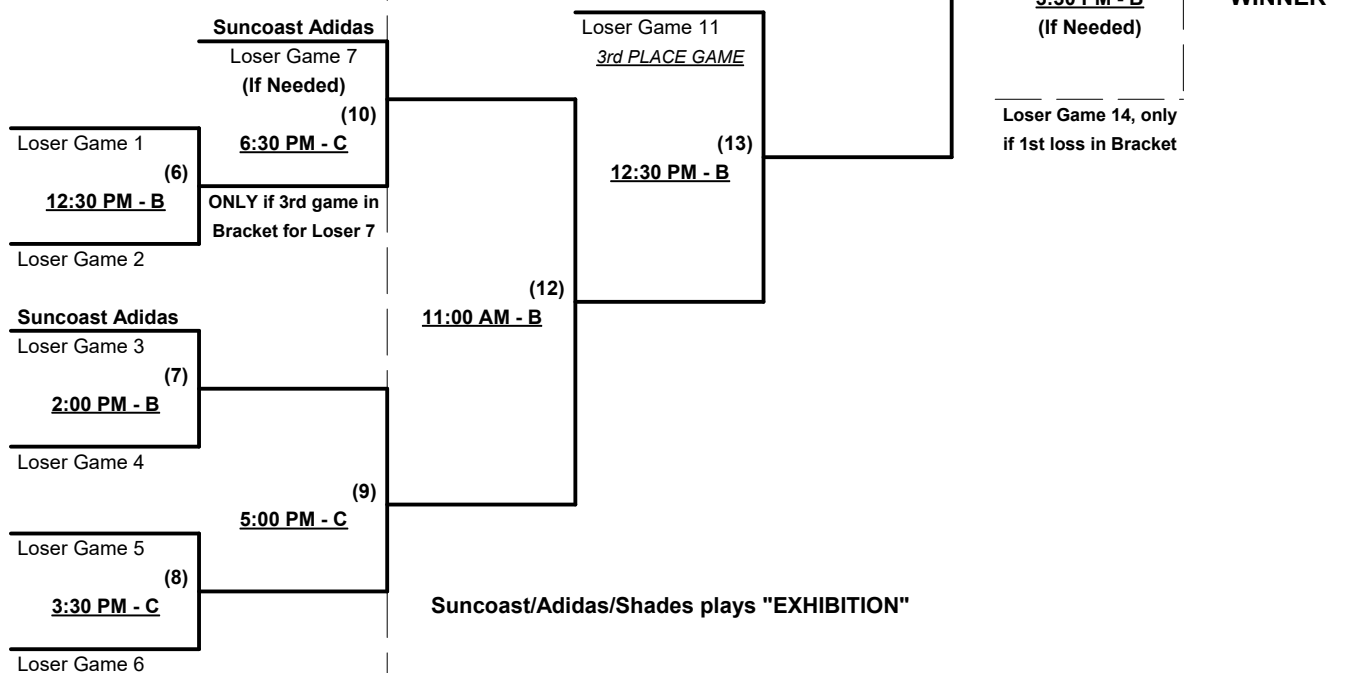 3:30 PM - B
WINNER
(If Needed)
Loser Game 14, only
if 1st loss in Bracket
Loser Game 11
3rd PLACE GAME
(13)
12:30 PM - B
Suncoast Adidas
Loser Game 7
(If Needed)
(10)
6:30 PM - C
ONLY if 3rd game in
Bracket for Loser 7
Loser Game 1
(6)
12:30 PM - B
Loser Game 2
(12)
11:00 AM - B
Suncoast Adidas
Loser Game 3
(7)
2:00 PM - B
Loser Game 4
(9)
5:00 PM - C
Loser Game 5
(8)
3:30 PM - C
Loser Game 6
Suncoast/Adidas/Shades plays "EXHIBITION"